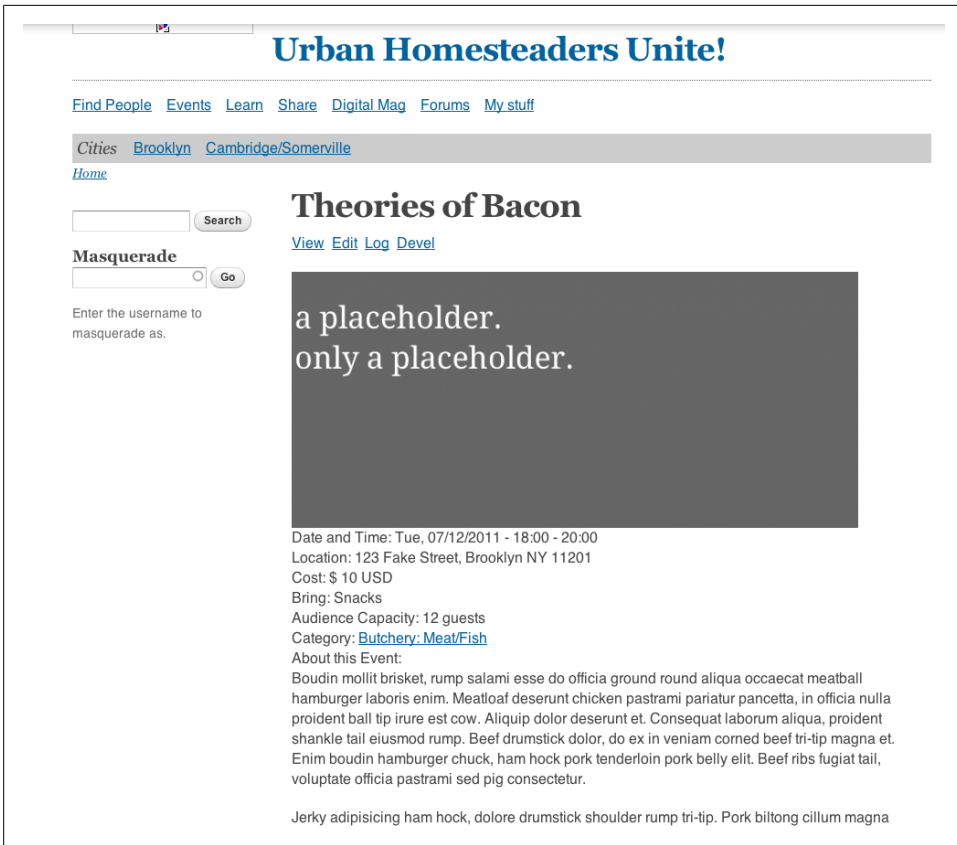 Urban Homesteaders Unite!
Find People Events Learn Share Digital Mag Forums My stuff
Cities Brooklyn Cambridge/Somerville
Home
Search
Masquerade
Go
Enter the username to
masquerade as.
Theories of Bacon
View Edit Log Devel
a placeholder.
only a placeholder.
Date and Time: Tue, 07/12/2011 - 18:00 - 20:00
Location: 123 Fake Street, Brooklyn NY 11201
Cost: $ 10 USD
Bring: Snacks
Audience Capacity: 12 guests
Category: Butchery: Meat/Fish
About this Event:
Boudin mollit brisket, rump salami esse do officia ground round aliqua occaecat meatball
hamburger laboris enim. Meatloaf deserunt chicken pastrami pariatur pancetta, in officia nulla
proident ball tip irure est cow. Aliquip dolor deserunt et. Consequat laborum aliqua, proident
shankle tail eiusmod rump. Beef drumstick dolor, do ex in veniam corned beef tri-tip magna et.
Enim boudin hamburger chuck, ham hock pork tenderloin pork belly elit. Beef ribs fugiat tail,
voluptate officia pastrami sed pig consectetur.
Jerky adipisicing ham hock, dolore drumstick shoulder rump tri-tip. Pork biltong cillum magna